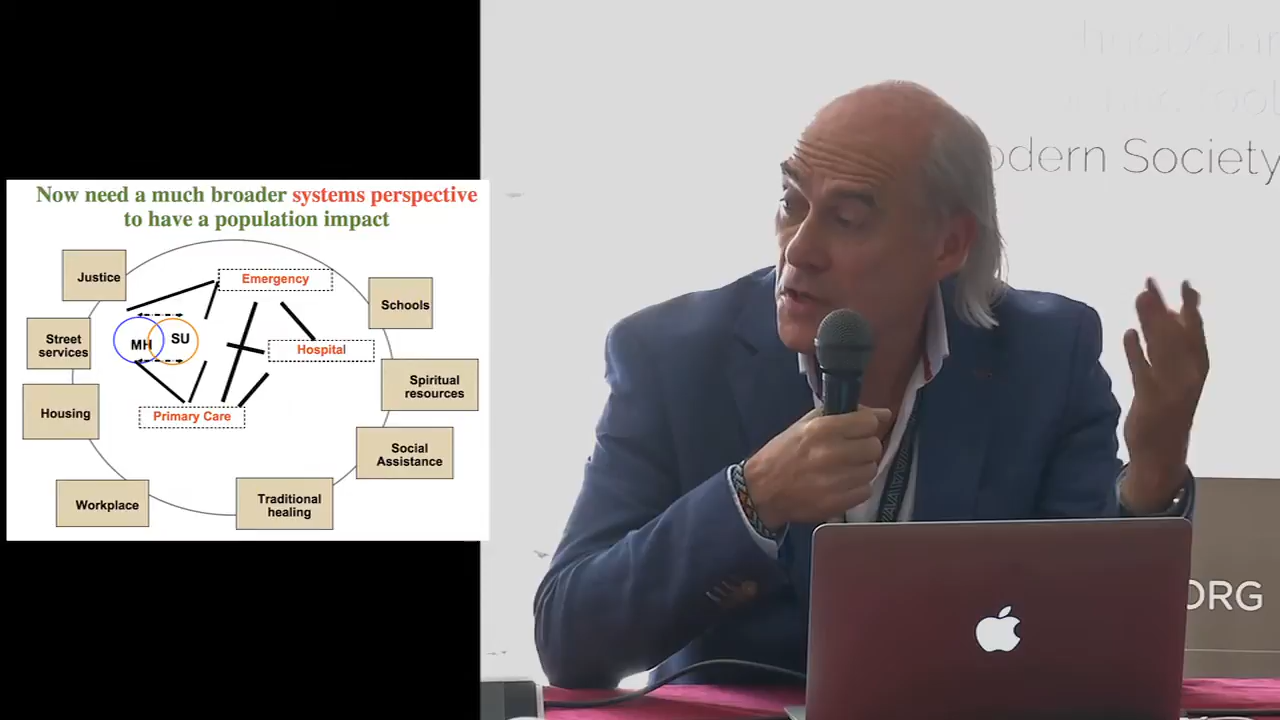 Now need a much broader systems perspective
to have a population impact
Justice
Emergency
Schools
Street
services
MH
SU
Hospital
Spiritual
resources
Housing
Primary Care
Social
Assistance
Workplace
Traditional
healing
odern Society
ORG